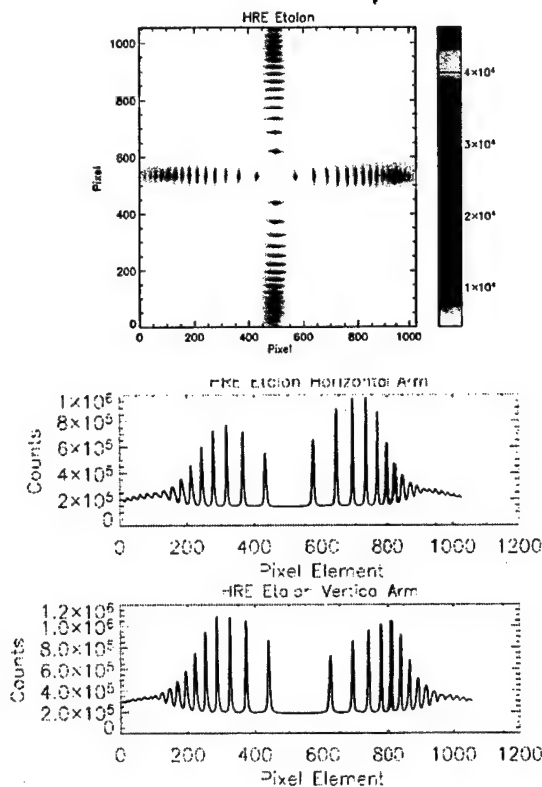 HRE Etalon
Pixel
1000
800
600
400
200
0
0 200 400 600 800 1000
Pixel
4×10⁴
3×10⁴
2×10⁴
1×10⁴
HRE Etalon Horizontal Arm
Counts
1×10⁶
8×10⁵
6×10⁵
4×10⁵
2×10⁵
0
0 200 400 600 800 1000 1200
Pixel Element
HRE Etalon Vertical Arm
Counts
1.2×10⁶
1.0×10⁶
8.0×10⁵
6.0×10⁵
4.0×10⁵
2.0×10⁵
0 200 400 600 800 1000 1200
Pixel Element